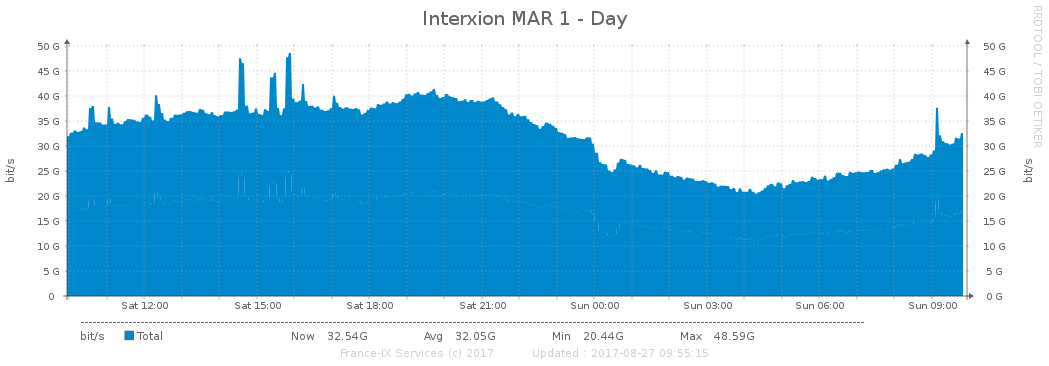 Interxion MAR 1 - Day
RRDTOOL / TOBI OETIKER
50 G 50 G
45 G 45 G
40 G 40 G
35 G 35 G
30 G 30 G
25 G 25 G
20 G 20 G
15 G 15 G
10 G 10 G
5 G 5 G
0 0 G
bit/s bit/s
Sat 12:00 Sat 15:00 Sat 18:00 Sat 21:00 Sun 00:00 Sun 03:00 Sun 06:00 Sun 09:00
bit/s Total Now 32.54G Avg 32.05G Min 20.44G Max 48.59G
France-IX Services (c) 2017 Updated : 2017-08-27 09:55:15